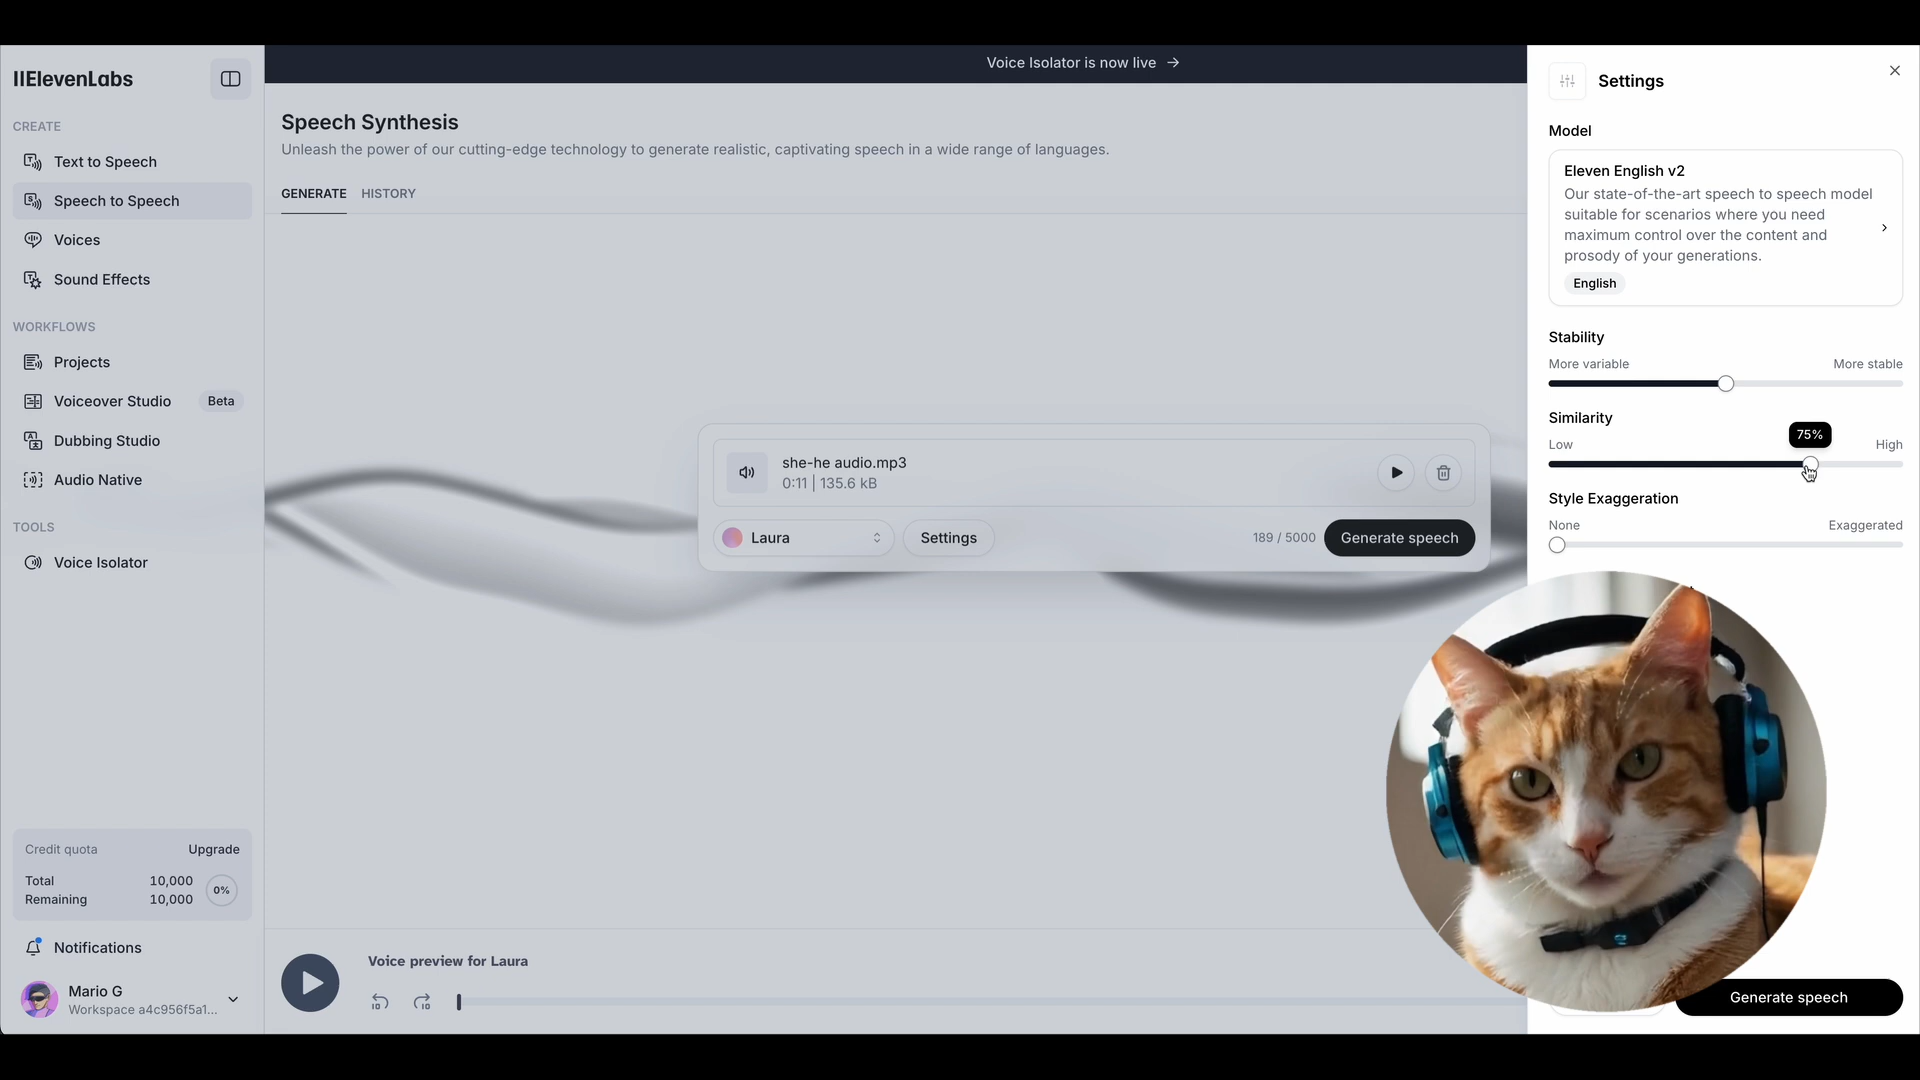 IIElevenLabs
CREATE
Text to Speech
Speech to Speech
Voices
Sound Effects
WORKFLOWS
Projects
Voiceover Studio Beta
Dubbing Studio
Audio Native
TOOLS
Voice Isolator
Credit quota Upgrade
Total 10,000
Remaining 10,000
0%
Notifications
Mario G
Workspace a4c956f5a1...
Voice Isolator is now live →
Speech Synthesis
Unleash the power of our cutting-edge technology to generate realistic, captivating speech in a wide range of languages.
GENERATE HISTORY
she-he audio.mp3
0:11 | 135.6 kB
Laura Settings 189 / 5000 Generate speech
Voice preview for Laura
10 10
Settings
Model
Eleven English v2
Our state-of-the-art speech to speech model
suitable for scenarios where you need
maximum control over the content and
prosody of your generations.
English
Stability
More variable More stable
Similarity
75%
Low High
Style Exaggeration
None Exaggerated
Generate speech